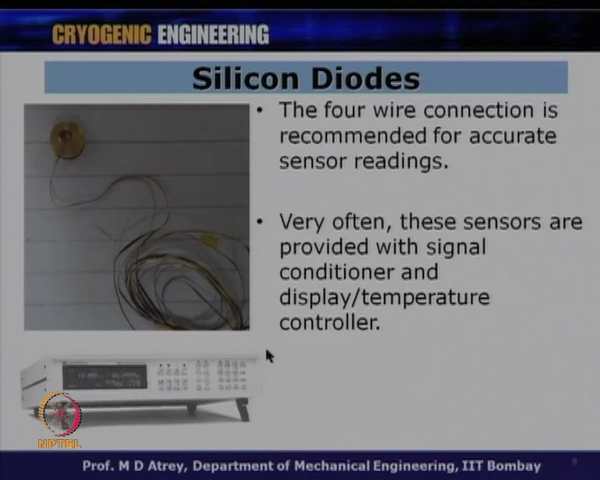 CRYOGENIC ENGINEERING
Silicon Diodes
• The four wire connection is
recommended for accurate
sensor readings.
• Very often, these sensors are
provided with signal
conditioner and
display/temperature
controller.
NPTEL
Prof. M D Atrey, Department of Mechanical Engineering, IIT Bombay
9